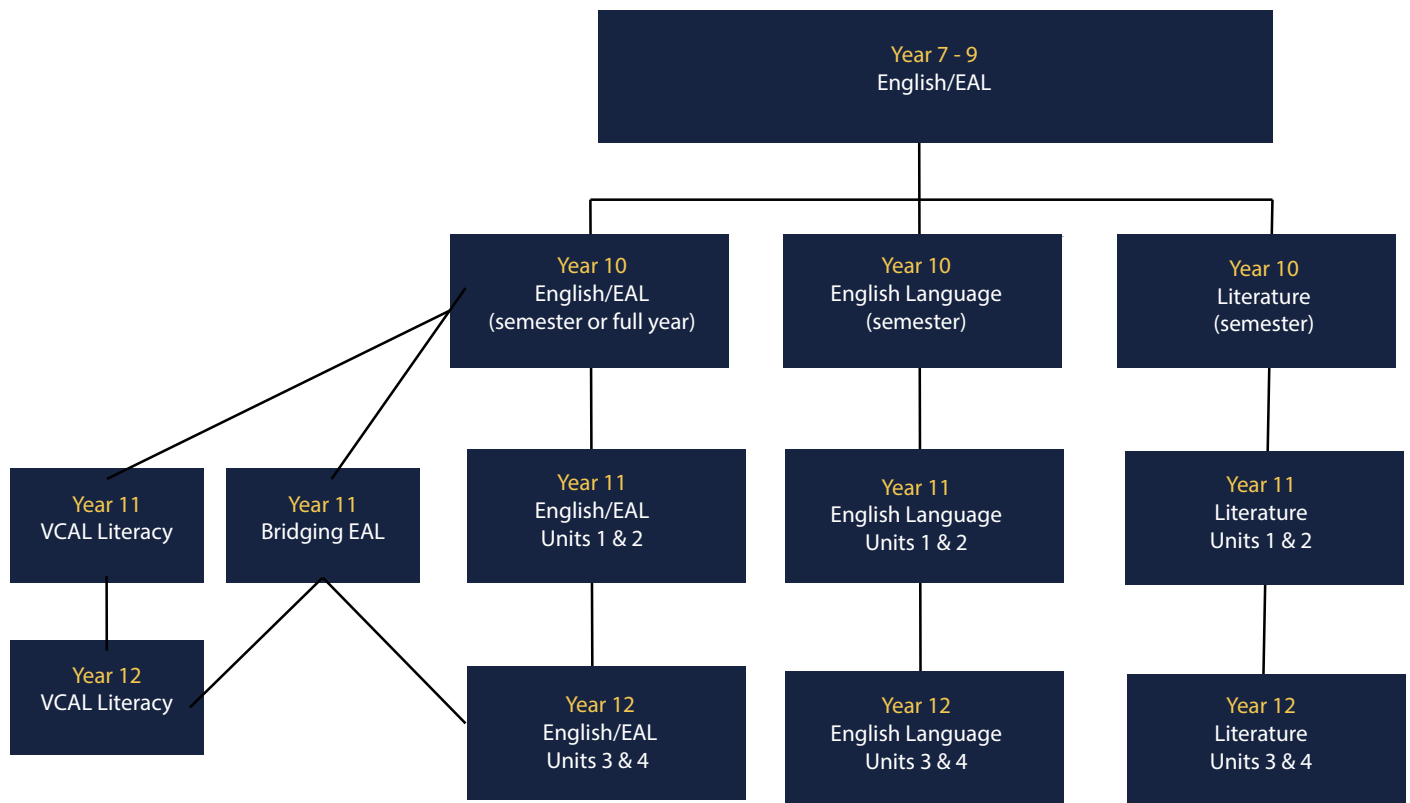 Year 7 - 9
English/EAL
Year 10
English/EAL
(semester or full year)
Year 10
English Language
(semester)
Year 10
Literature
(semester)
Year 11
VCAL Literacy
Year 11
Bridging EAL
Year 11
English/EAL
Units 1 & 2
Year 11
English Language
Units 1 & 2
Year 11
Literature
Units 1 & 2
Year 12
VCAL Literacy
Year 12
English/EAL
Units 3 & 4
Year 12
English Language
Units 3 & 4
Year 12
Literature
Units 3 & 4